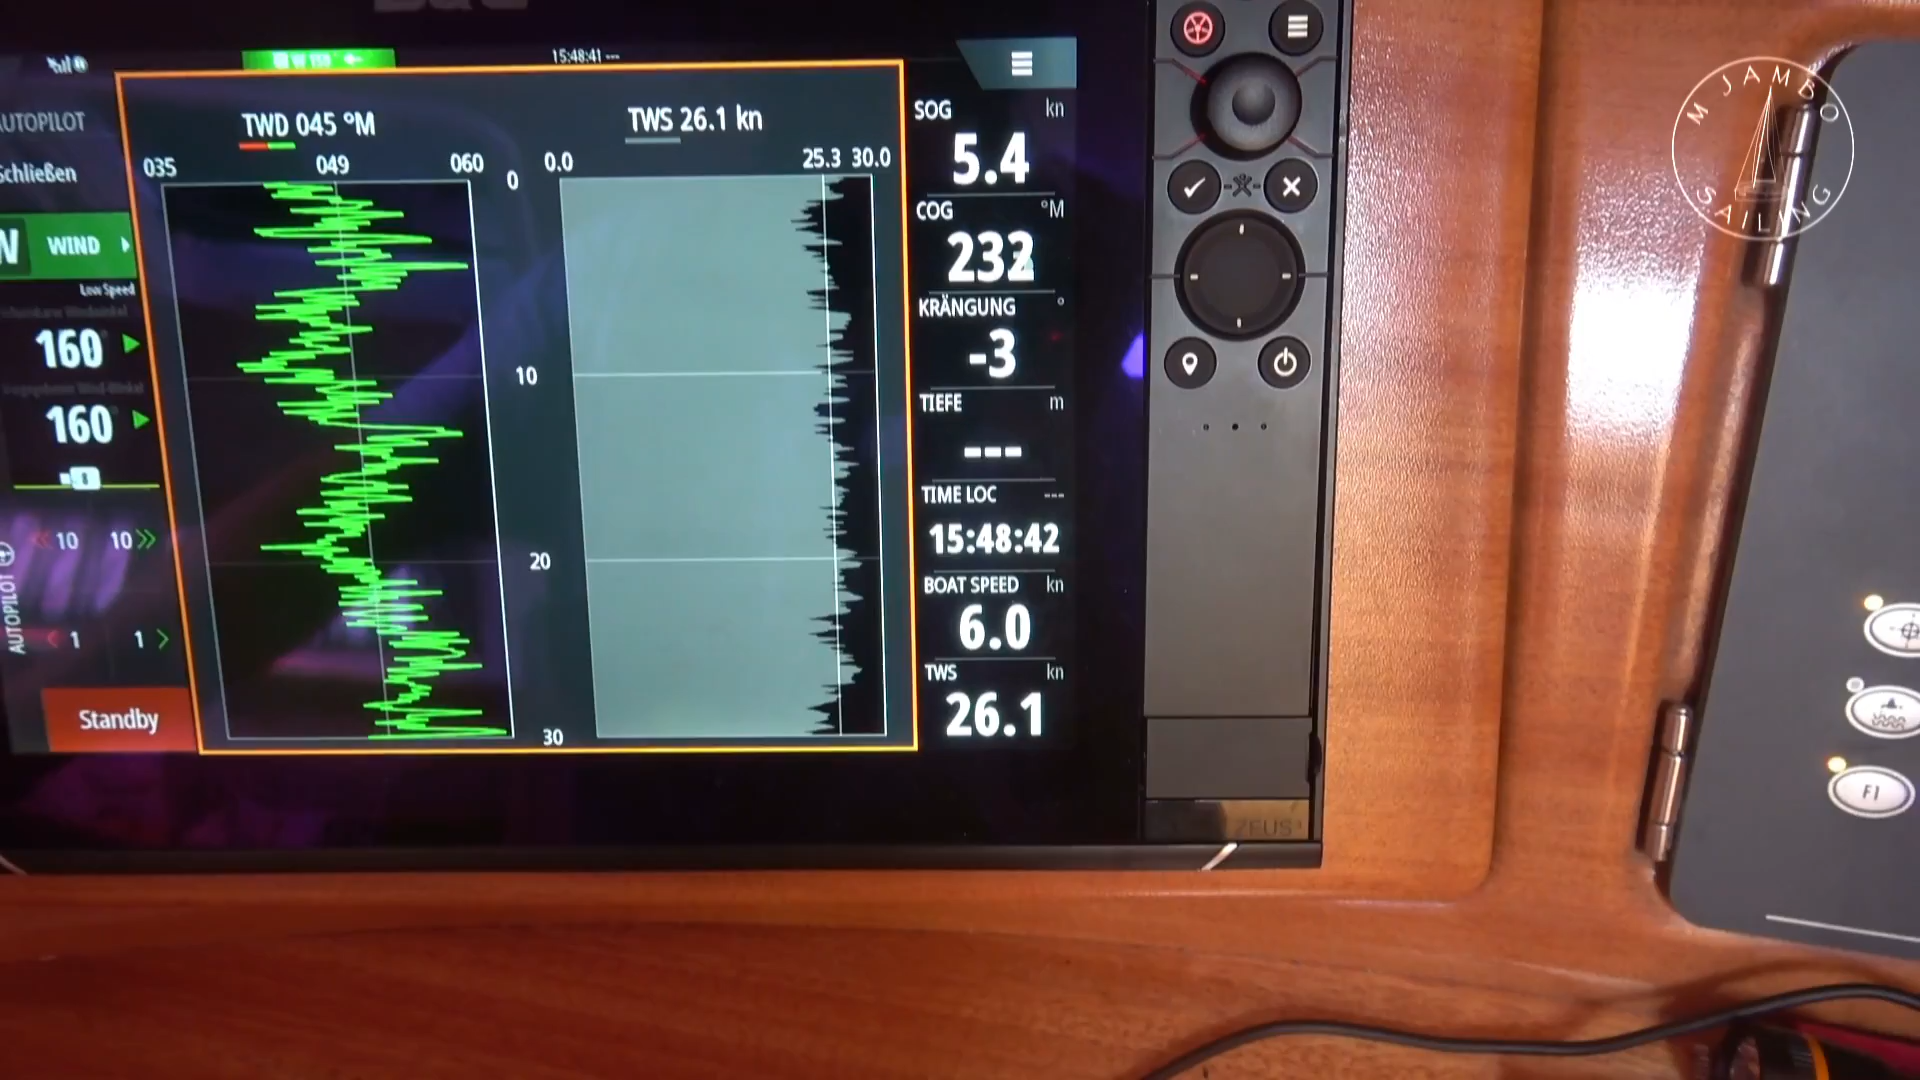 15:48:41 ---
AUTOPILOT
Schließen
WIND
Low Speed
160
160
10 10
1 1
AUTOPILOT
Standby
TWD 045 °M
035 049 060
TWS 26.1 kn
0.0 25.3 30.0
0
10
20
30
SOG kn
5.4
COG °M
232
KRÄNGUNG °
-3
TIEFE m
---
TIME LOC ---
15:48:42
BOAT SPEED kn
6.0
TWS kn
26.1
ZEUS³
M JAMBO
SAILING
F1